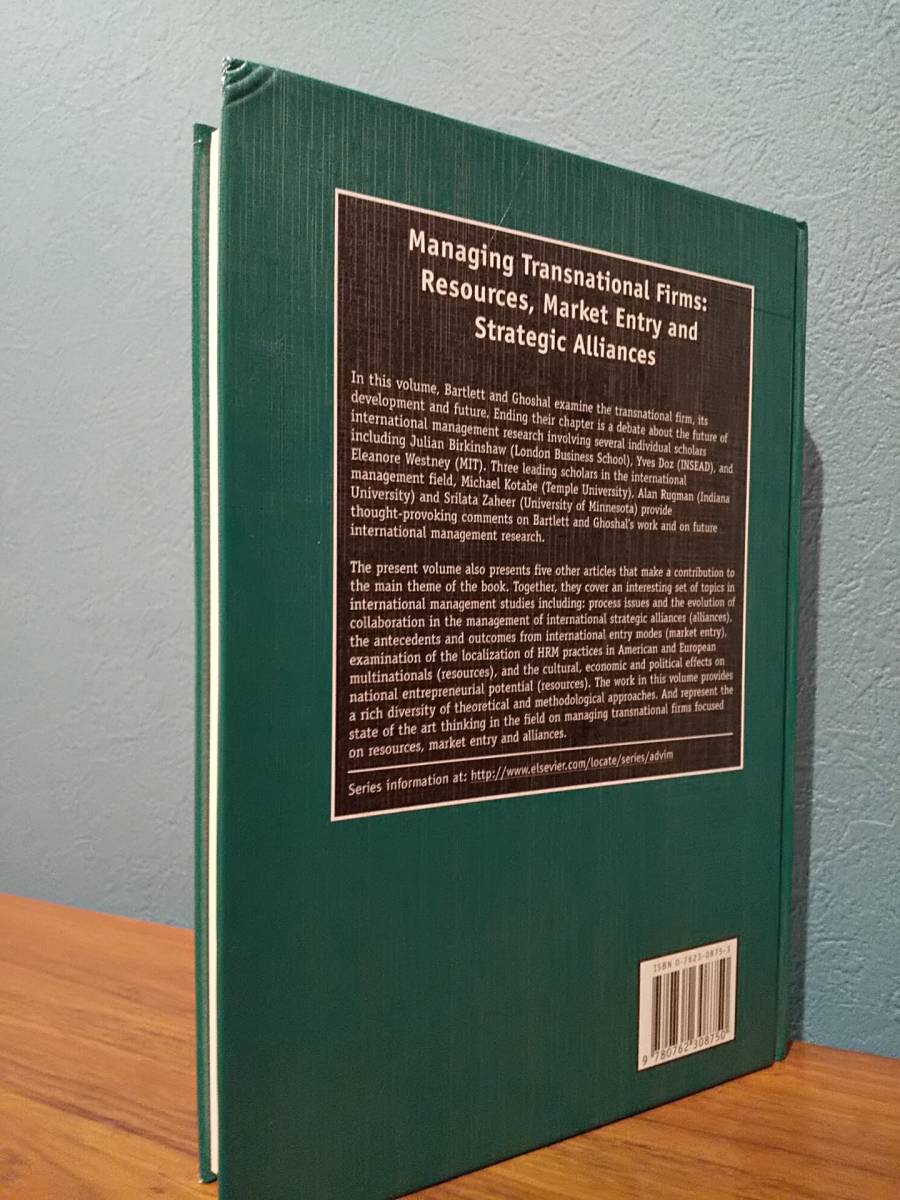 Managing Transnational Firms:
Resources, Market Entry and
Strategic Alliances
In this volume, Bartlett and Ghoshal examine the transnational firm, its
development and future. Ending their chapter is a debate about the future of
international management research involving several individual scholars
including Julian Birkinshaw (London Business School), Yves Doz (INSEAD), and
Eleanore Westney (MIT). Three leading scholars in the international
management field, Michael Kotabe (Temple University), Alan Rugman (Indiana
University) and Srilata Zaheer (University of Minnesota) provide
thought-provoking comments on Bartlett and Ghoshal's work and on future
international management research.
The present volume also presents five other articles that make a contribution to
the main theme of the book. Together, they cover an interesting set of topics in
international management studies including: process issues and the evolution of
collaboration in the management of international strategic alliances (alliances),
the antecedents and outcomes from international entry modes (market entry),
examination of the localization of HRM practices in American and European
multinationals (resources), and the cultural, economic and political effects on
national entrepreneurial potential (resources). The work in this volume provides
a rich diversity of theoretical and methodological approaches. And represent the
state of the art thinking in the field on managing transnational firms focused
on resources, market entry and alliances.
Series information at: http://www.elsevier.com/locate/series/advim
ISBN 0-7623-0875-3
9 780762 308750